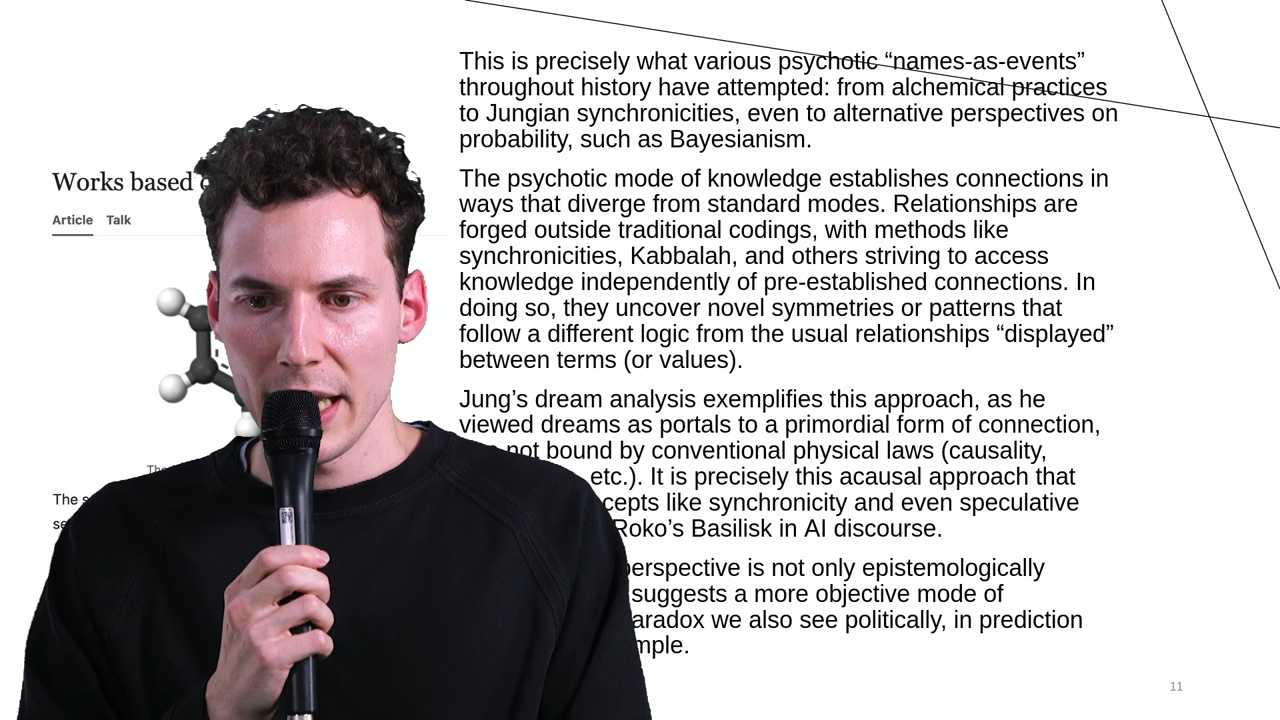 This is precisely what various psychotic “names-as-events”
throughout history have attempted: from alchemical practices
to Jungian synchronicities, even to alternative perspectives on
probability, such as Bayesianism.
The psychotic mode of knowledge establishes connections in
ways that diverge from standard modes. Relationships are
forged outside traditional codings, with methods like
synchronicities, Kabbalah, and others striving to access
knowledge independently of pre-established connections. In
doing so, they uncover novel symmetries or patterns that
follow a different logic from the usual relationships “displayed”
between terms (or values).
Jung’s dream analysis exemplifies this approach, as he
viewed dreams as portals to a primordial form of connection,
not bound by conventional physical laws (causality,
etc.). It is precisely this acausal approach that
cepts like synchronicity and even speculative
Roko’s Basilisk in AI discourse.
perspective is not only epistemologically
suggests a more objective mode of
aradox we also see politically, in prediction
mple.
Works based
Article Talk
The
The s
se
11